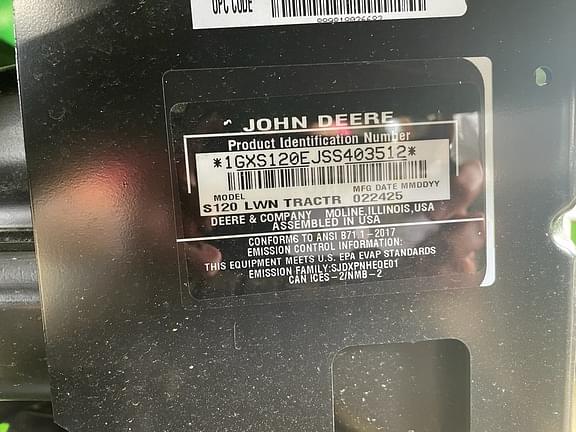 UPC CODE
JOHN DEERE
Product Identification Number
*1GXS120EJSS403512*
MODEL MFG DATE MMDDYY
S120 LWN TRACTR 022425
DEERE & COMPANY MOLINE, ILLINOIS, USA
ASSEMBLED IN USA
CONFORMS TO ANSI B71.1-2017
EMISSION CONTROL INFORMATION:
THIS EQUIPMENT MEETS U.S. EPA EVAP STANDARDS
EMISSION FAMILY:SJDXPNHEQE01
CAN ICES-2/NMB-2